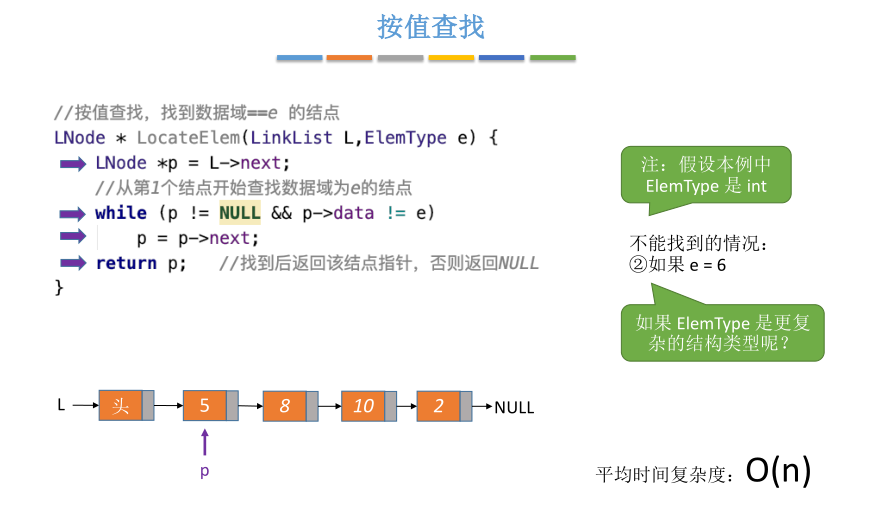 按值查找
//按值查找，找到数据域==e 的结点
LNode * LocateElem(LinkList L,ElemType e) {
LNode *p = L->next;
//从第1个结点开始查找数据域为e的结点
while (p != NULL && p->data != e)
p = p->next;
return p;   //找到后返回该结点指针，否则返回NULL
}
注：假设本例中
ElemType 是 int
不能找到的情况：
②如果 e = 6
如果 ElemType 是更复
杂的结构类型呢？
L 头 5 8 10 2 NULL
p
平均时间复杂度：O(n)